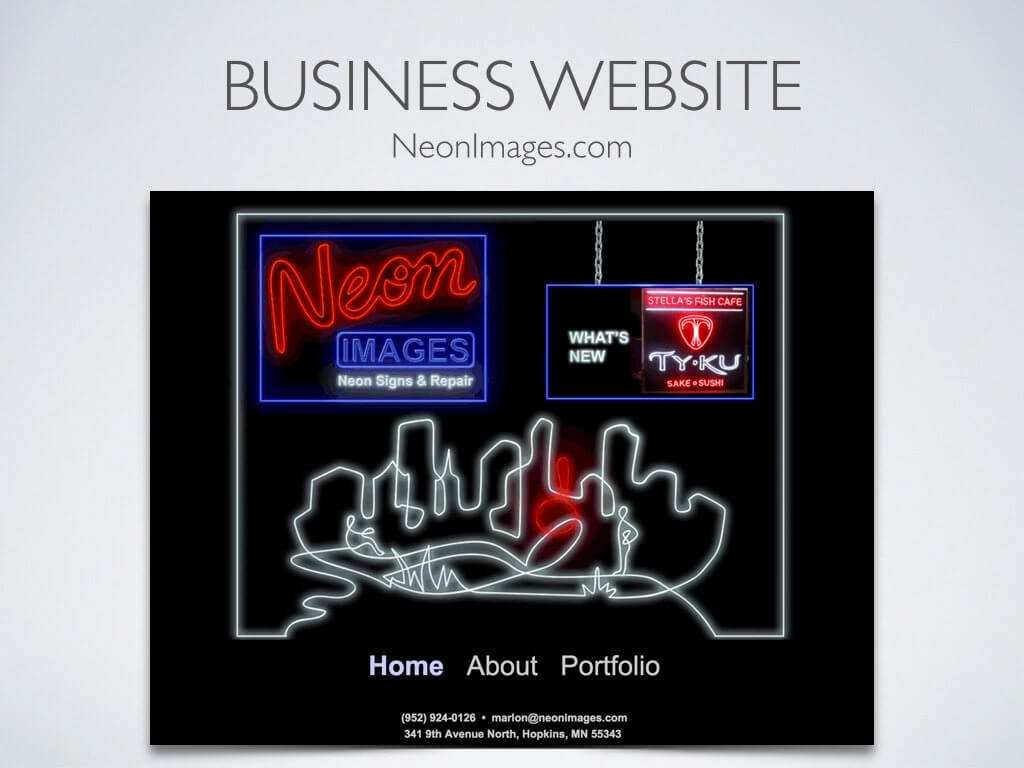 BUSINESS WEBSITE
NeonImages.com
Neon
IMAGES
Neon Signs & Repair
WHAT'S
NEW
STELLA'S FISH CAFE
TY•KU
SAKE • SUSHI
Home About Portfolio
(952) 924-0126 • marlon@neonimages.com
341 9th Avenue North, Hopkins, MN 55343